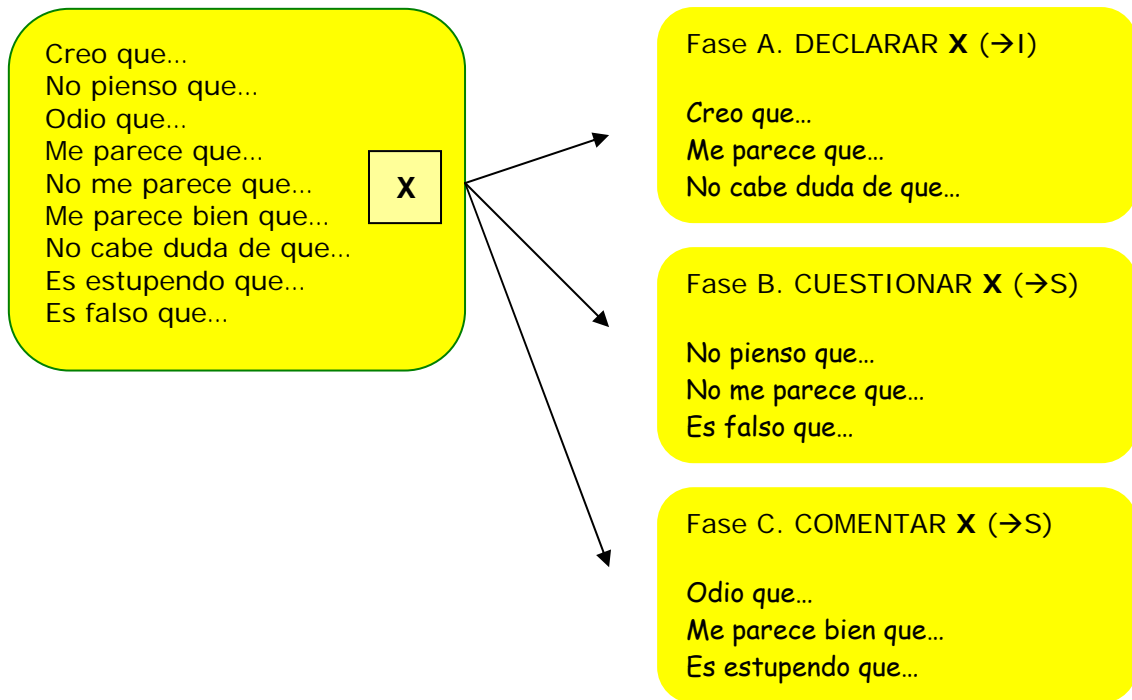 Creo que...
No pienso que...
Odio que...
Me parece que...
No me parece que...
Me parece bien que...
No cabe duda de que...
Es estupendo que...
Es falso que...
X
Fase A. DECLARAR X (→I)
Creo que...
Me parece que...
No cabe duda de que...
Fase B. CUESTIONAR X (→S)
No pienso que...
No me parece que...
Es falso que...
Fase C. COMENTAR X (→S)
Odio que...
Me parece bien que...
Es estupendo que...